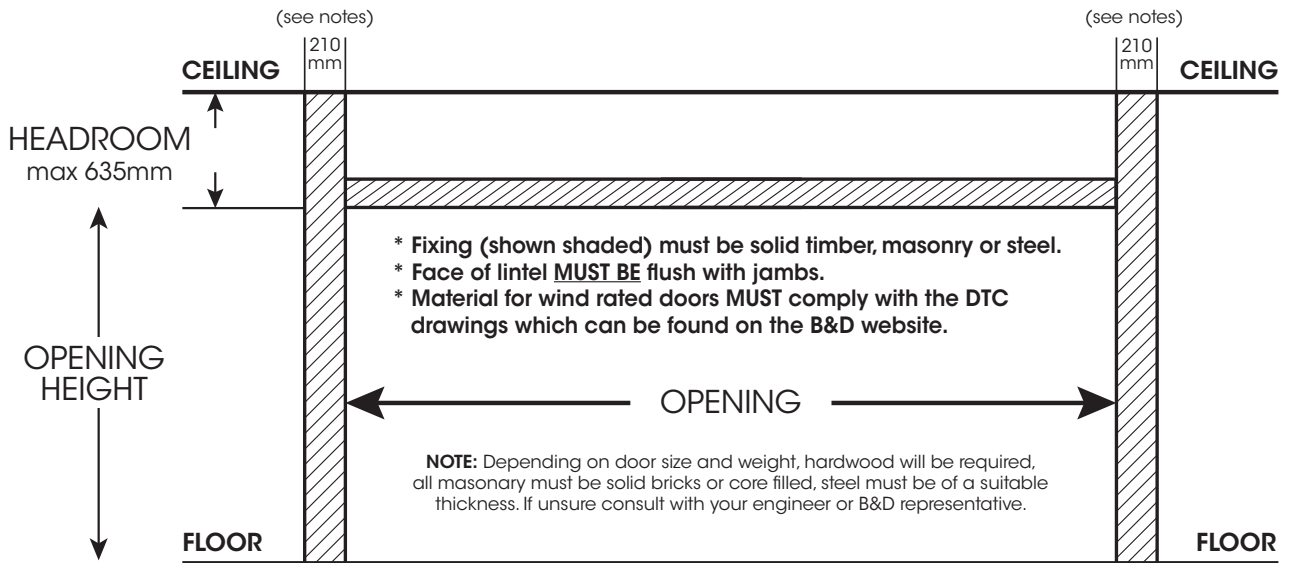 (see notes)
(see notes)
210
mm
210
mm
CEILING
CEILING
HEADROOM
max 635mm
* Fixing (shown shaded) must be solid timber, masonry or steel.
* Face of lintel MUST BE flush with jambs.
* Material for wind rated doors MUST comply with the DTC
drawings which can be found on the B&D website.
OPENING
HEIGHT
OPENING
NOTE: Depending on door size and weight, hardwood will be required,
all masonary must be solid bricks or core filled, steel must be of a suitable
thickness. If unsure consult with your engineer or B&D representative.
FLOOR
FLOOR